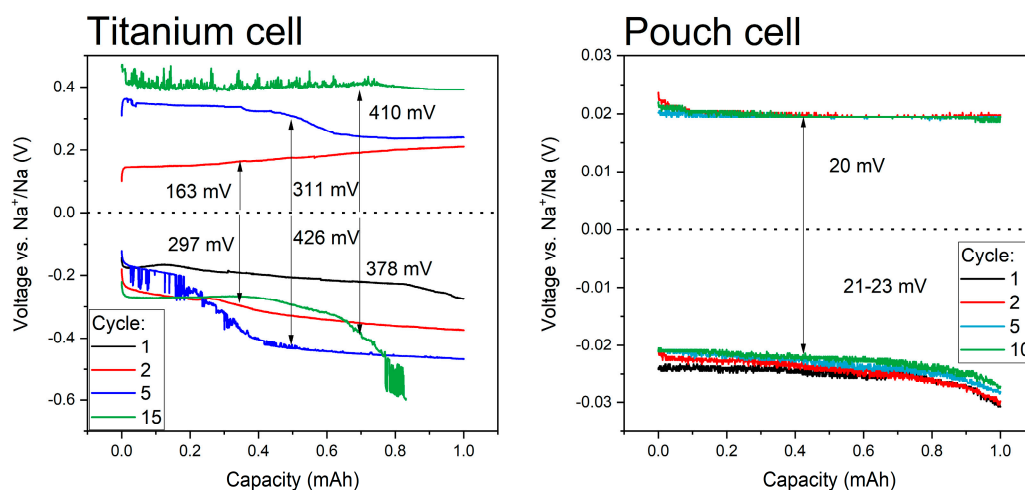 Titanium cell
Voltage vs. Na⁺/Na (V)
0.4
0.2
0.0
-0.2
-0.4
-0.6
410 mV
163 mV
311 mV
297 mV
426 mV
378 mV
Cycle:
1
2
5
15
0.0 0.2 0.4 0.6 0.8 1.0
Capacity (mAh)
Pouch cell
Voltage vs. Na⁺/Na (V)
0.03
0.02
0.01
0.00
-0.01
-0.02
-0.03
20 mV
21-23 mV
Cycle:
1
2
5
10
0.0 0.2 0.4 0.6 0.8 1.0
Capacity (mAh)